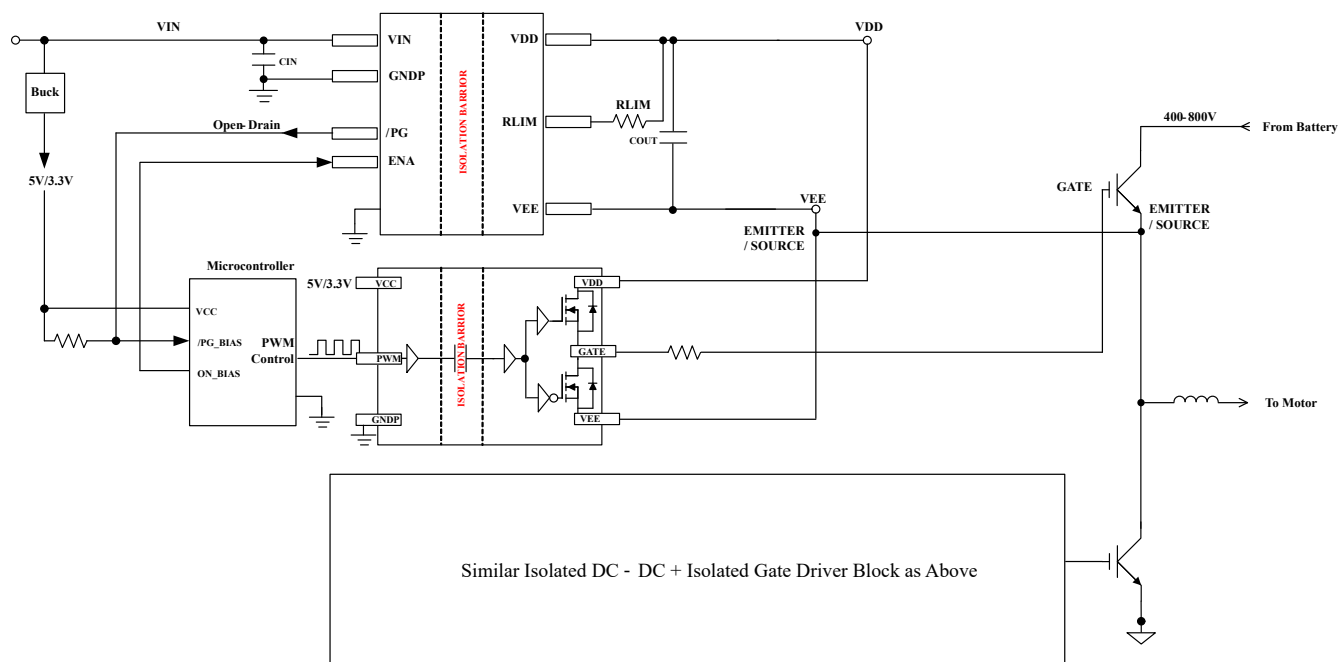 VIN
VIN
CIN
GNDP
Buck
Open- Drain
/PG
ENA
5V/3.3V
ISOLATION BARRIOR
VDD
VDD
RLIM
RLIM
COUT
VEE
VEE
EMITTER
/ SOURCE
400-800V
From Battery
GATE
EMITTER
/ SOURCE
Microcontroller
VCC
/PG_BIAS
PWM
Control
ON_BIAS
5V/3.3V
VCC
PWM
GNDP
ISOLATION BARRIOR
VDD
GATE
VEE
To Motor
Similar Isolated DC - DC + Isolated Gate Driver Block as Above